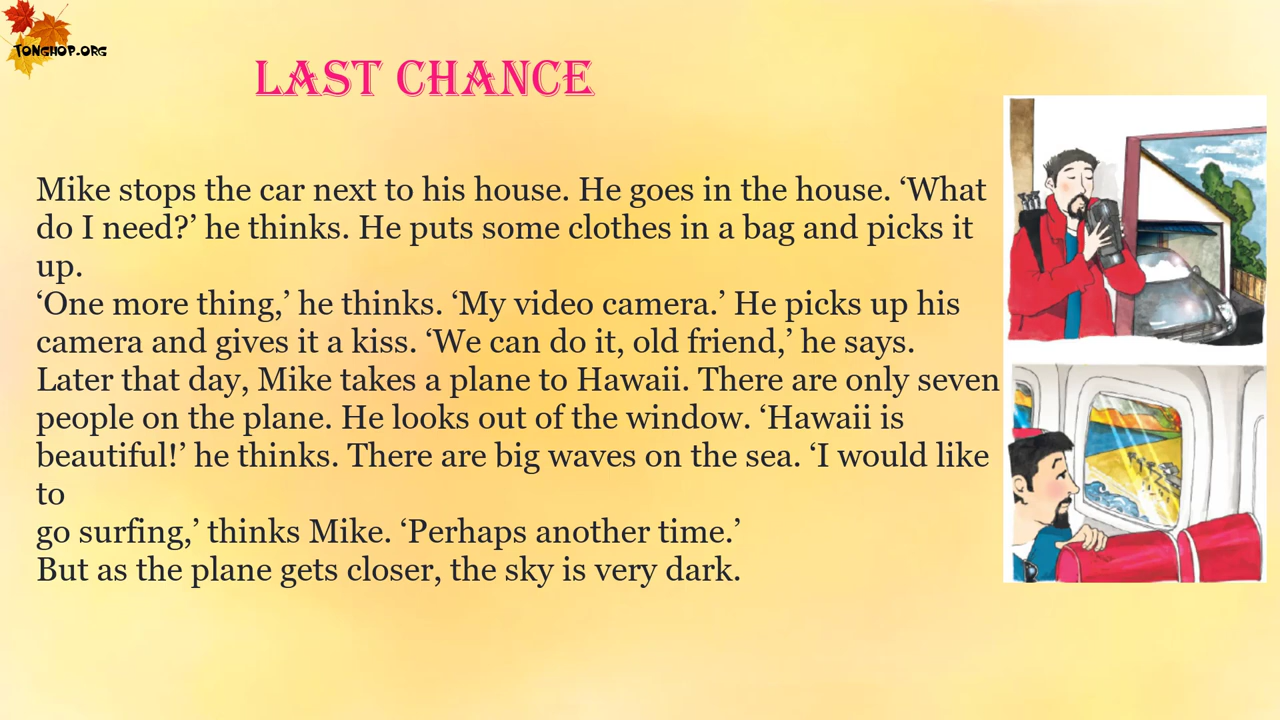 TONGHOP.ORG
LAST CHANCE
Mike stops the car next to his house. He goes in the house. ‘What
do I need?’ he thinks. He puts some clothes in a bag and picks it
up.
‘One more thing,’ he thinks. ‘My video camera.’ He picks up his
camera and gives it a kiss. ‘We can do it, old friend,’ he says.
Later that day, Mike takes a plane to Hawaii. There are only seven
people on the plane. He looks out of the window. ‘Hawaii is
beautiful!’ he thinks. There are big waves on the sea. ‘I would like
to
go surfing,’ thinks Mike. ‘Perhaps another time.’
But as the plane gets closer, the sky is very dark.